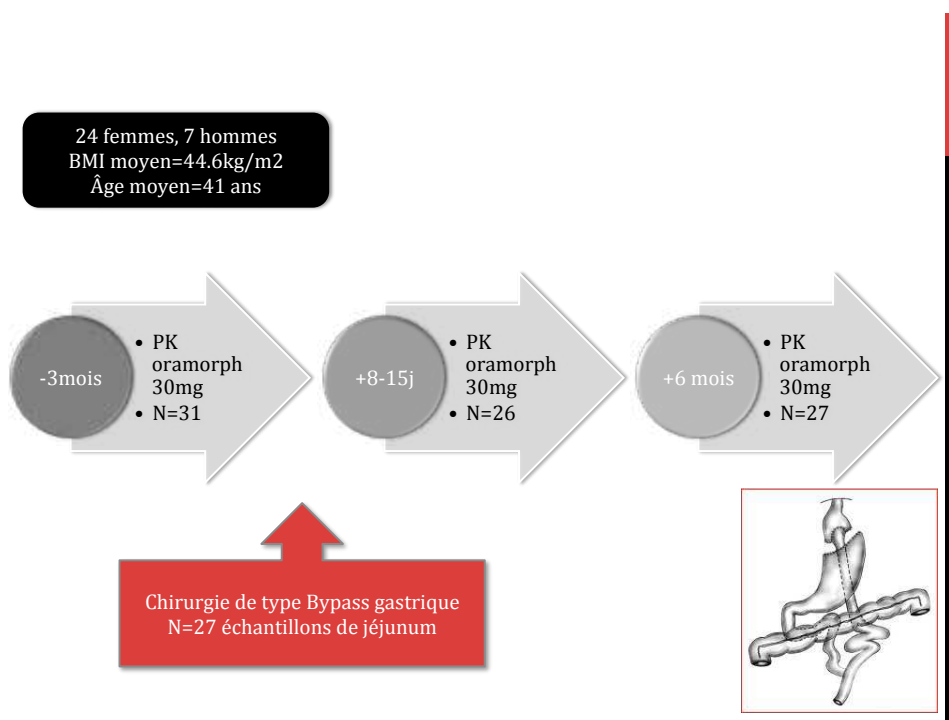 24 femmes, 7 hommes
BMI moyen=44.6kg/m2
Âge moyen=41 ans
-3mois
• PK
oramorph
30mg
• N=31
+8-15j
• PK
oramorph
30mg
• N=26
+6 mois
• PK
oramorph
30mg
• N=27
Chirurgie de type Bypass gastrique
N=27 échantillons de jéjunum